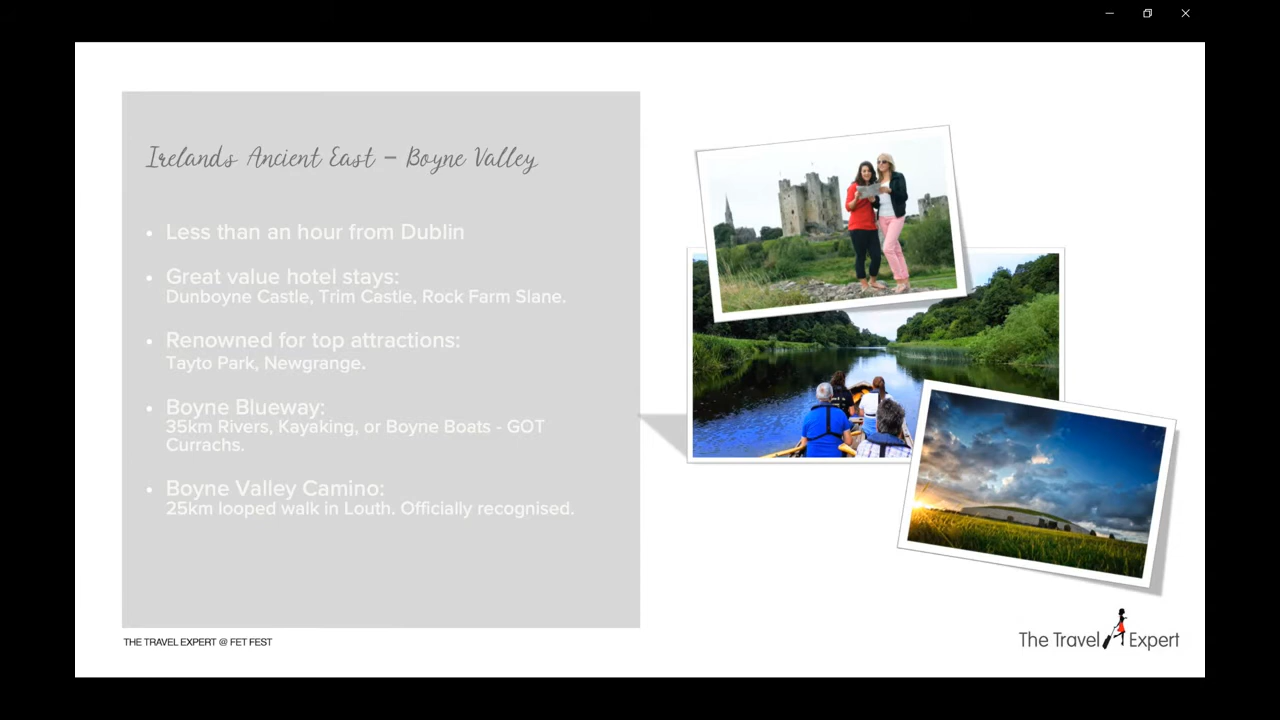 Irelands Ancient East - Boyne Valley
• Less than an hour from Dublin
• Great value hotel stays:
Dunboyne Castle, Trim Castle, Rock Farm Slane.
• Renowned for top attractions:
Tayto Park, Newgrange.
• Boyne Blueway:
35km Rivers, Kayaking, or Boyne Boats - GOT
Currachs.
• Boyne Valley Camino:
25km looped walk in Louth. Officially recognised.
THE TRAVEL EXPERT @ FET FEST
The Travel Expert